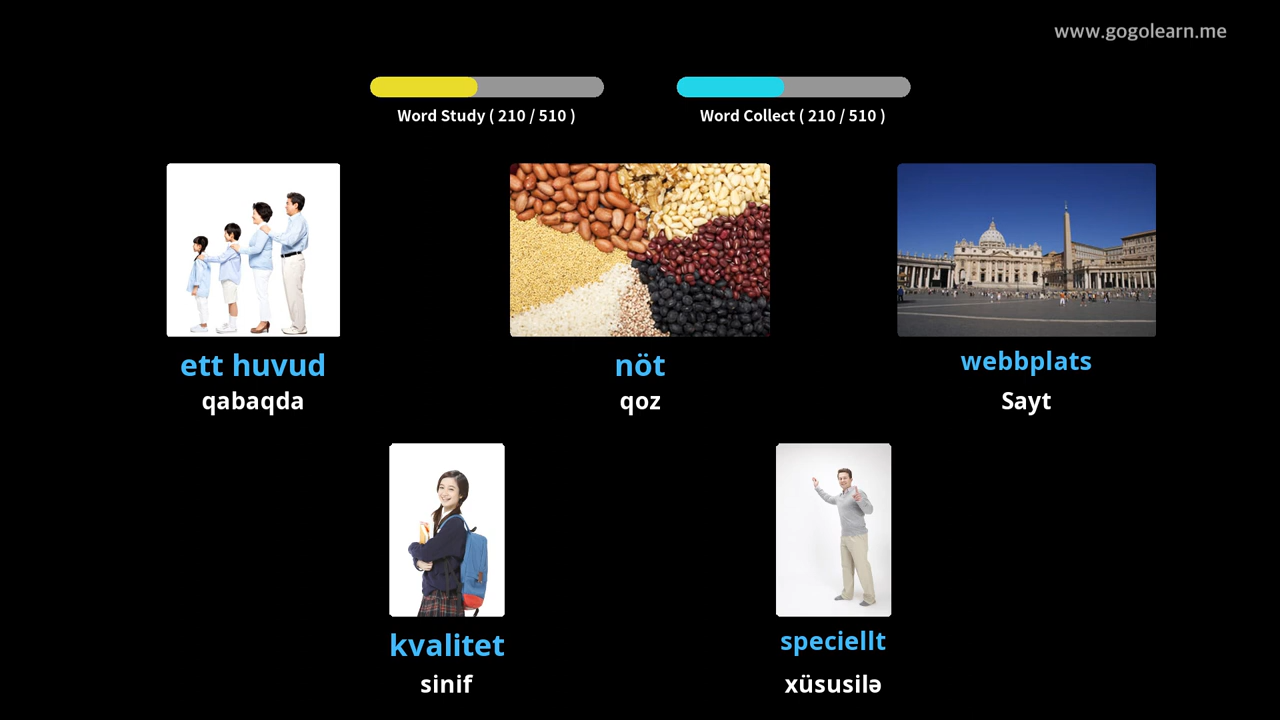 www.gogolearn.me
Word Study ( 210 / 510 )
Word Collect ( 210 / 510 )
ett huvud
qabaqda
nöt
qoz
webbplats
Sayt
kvalitet
sinif
speciellt
xüsusilə